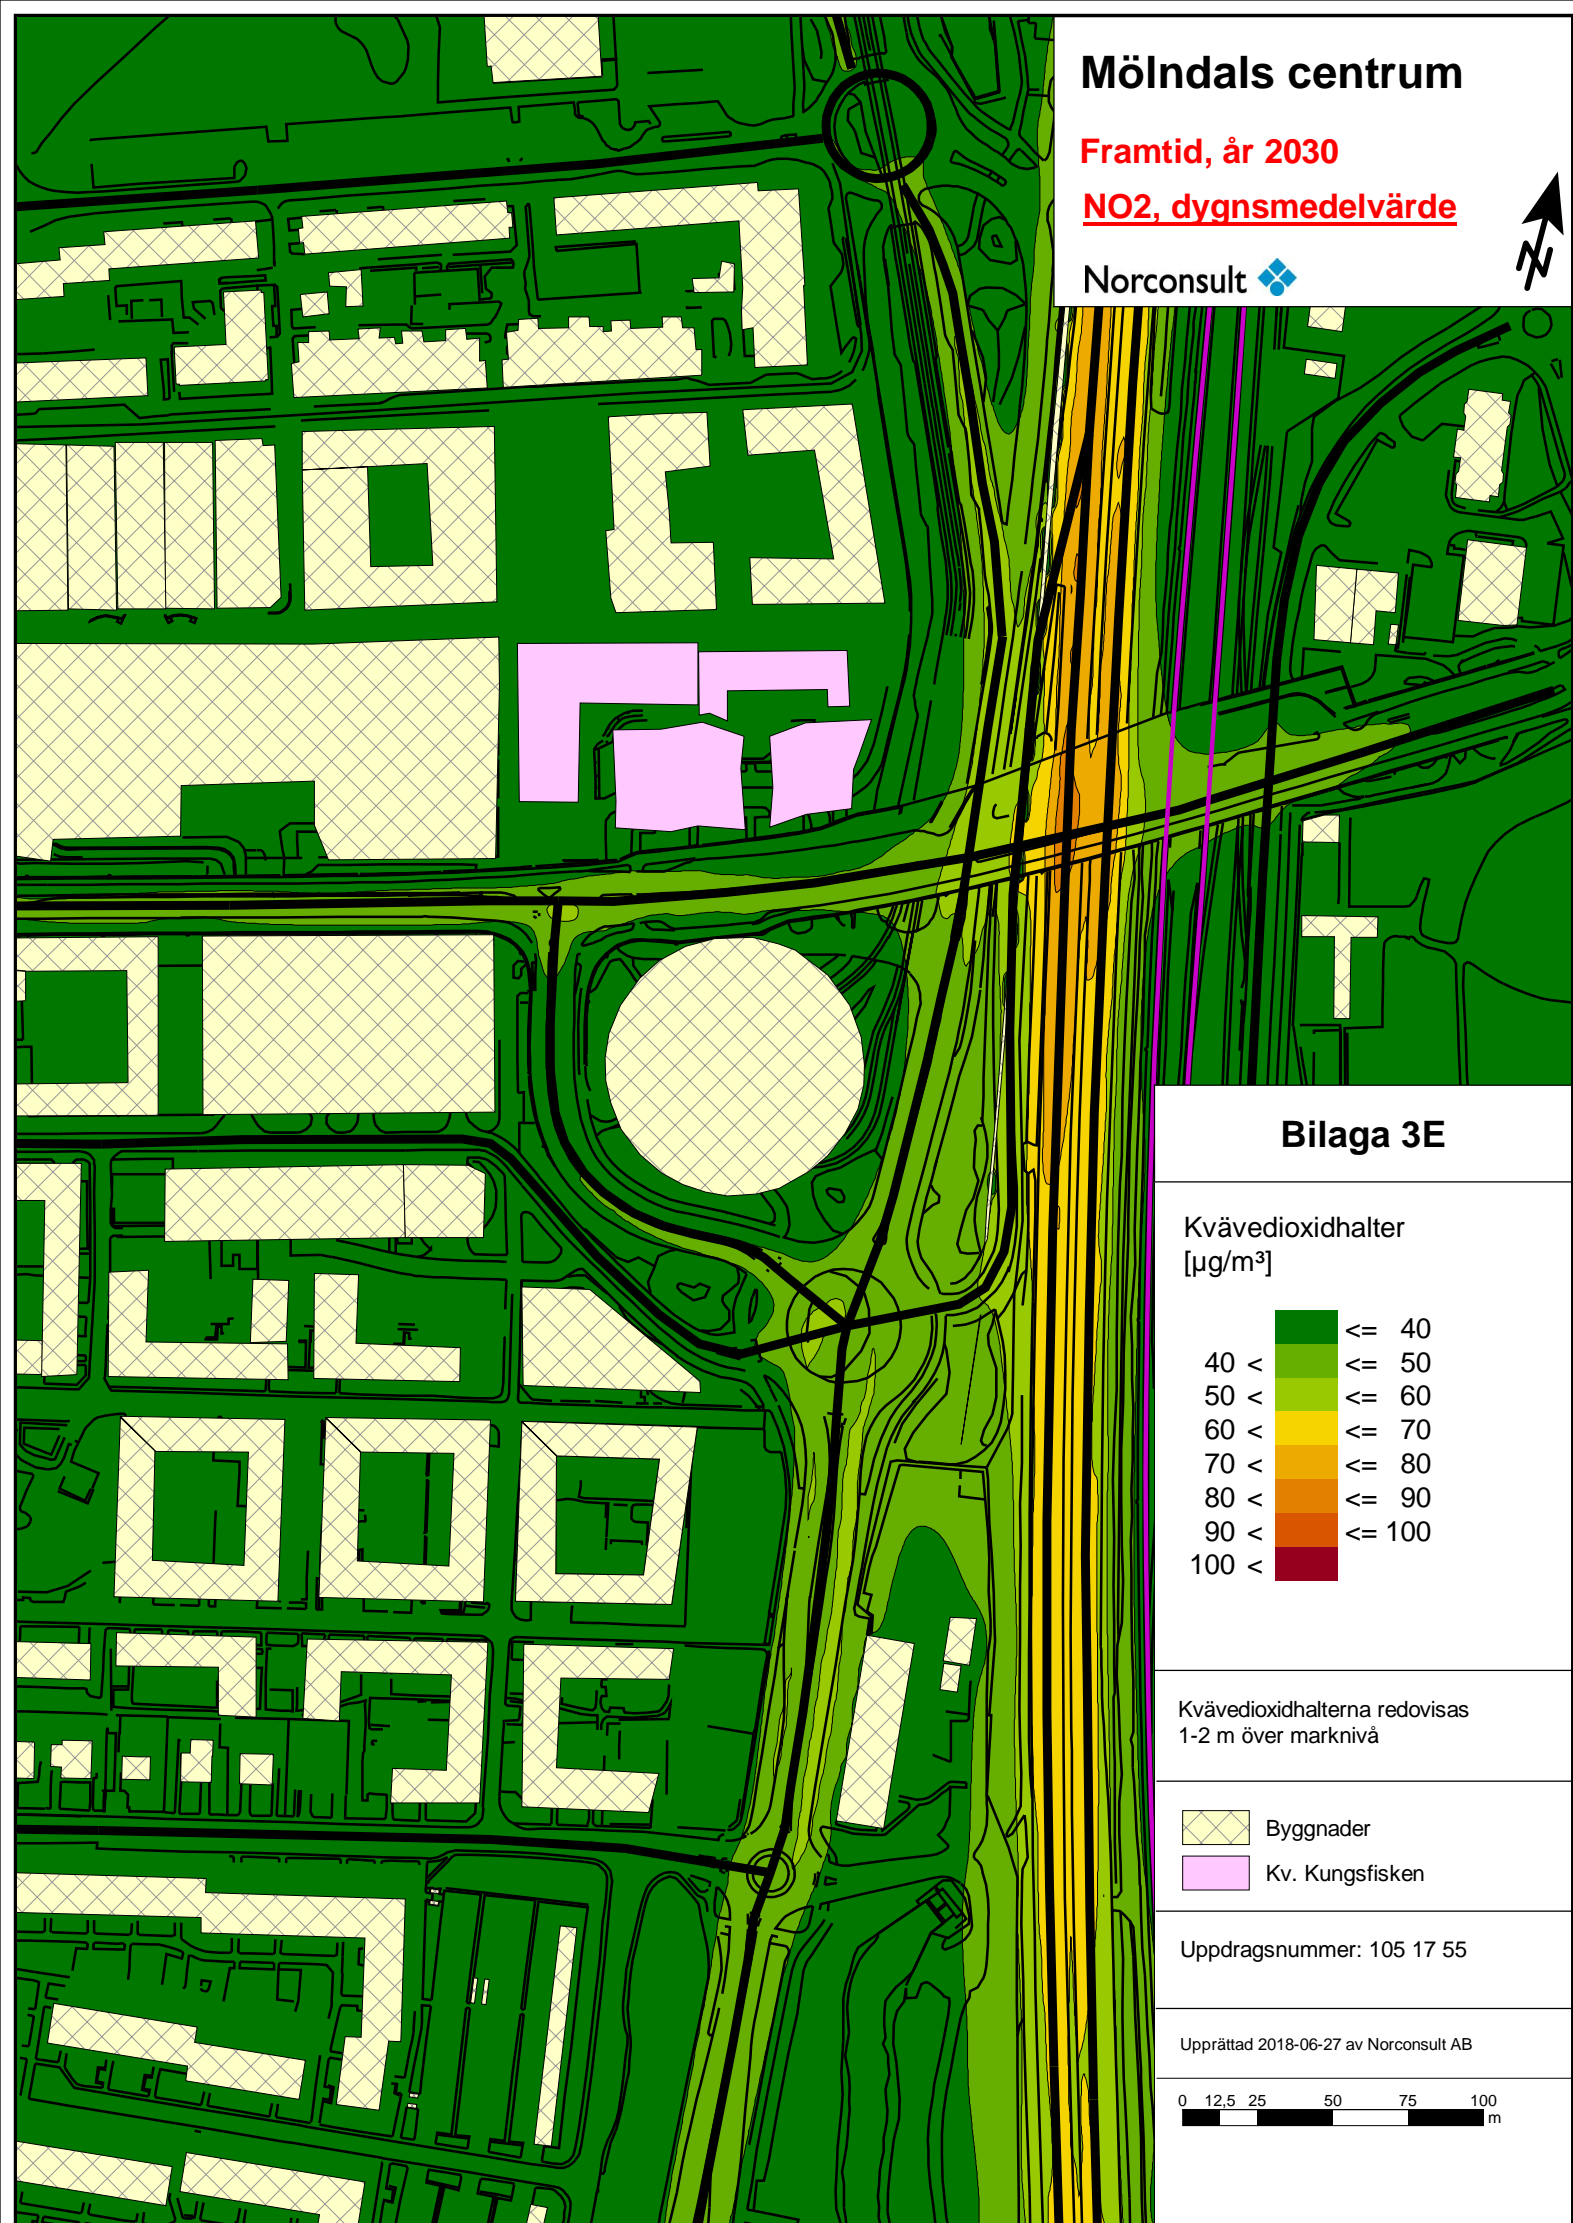 Mölndals centrum
Framtid, år 2030
NO2, dygnsmedelvärde
Norconsult
N
Bilaga 3E
Kvävedioxidhalter
[µg/m³]
<= 40
40 < <= 50
50 < <= 60
60 < <= 70
70 < <= 80
80 < <= 90
90 < <= 100
100 <
Kvävedioxidhalterna redovisas
1-2 m över marknivå
Byggnader
Kv. Kungsfisken
Uppdragsnummer: 105 17 55
Upprättad 2018-06-27 av Norconsult AB
0 12,5 25 50 75 100
m